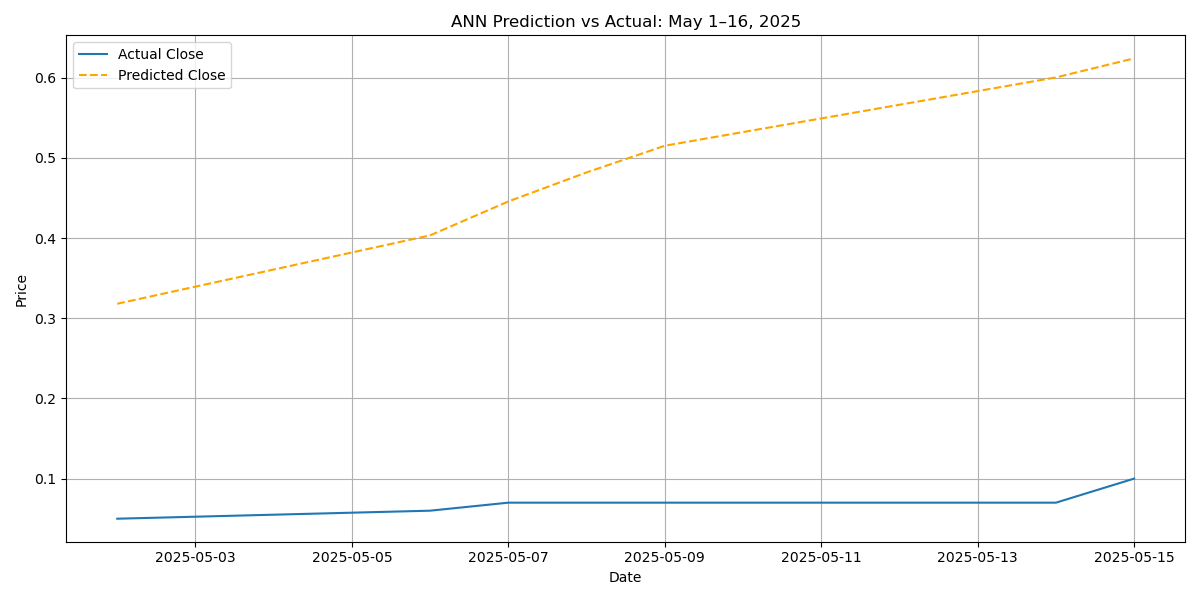 ANN Prediction vs Actual: May 1–16, 2025
Actual Close
Predicted Close
Price
0.6
0.5
0.4
0.3
0.2
0.1
2025-05-03
2025-05-05
2025-05-07
2025-05-09
2025-05-11
2025-05-13
2025-05-15
Date